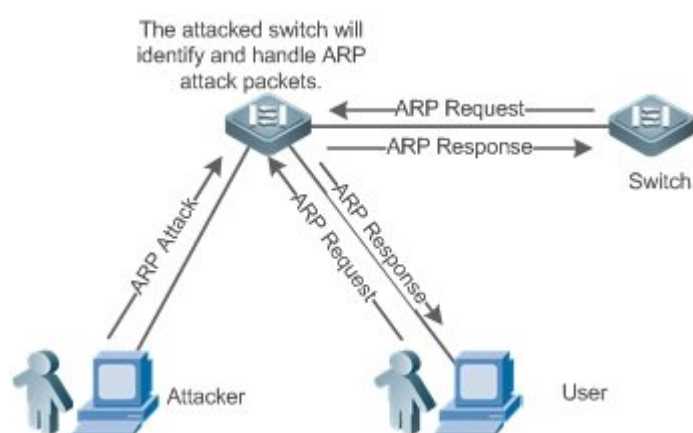 The attacked switch will
identify and handle ARP
attack packets.
ARP Request
ARP Response
Switch
ARP Attack
ARP Response
ARP Request
Attacker
User